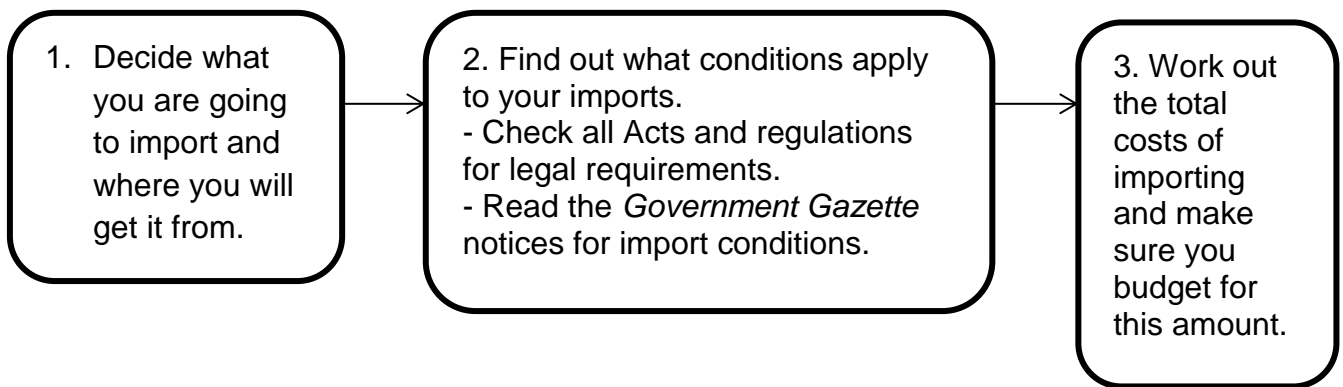 1. Decide what
you are going
to import and
where you will
get it from.
2. Find out what conditions apply
to your imports.
- Check all Acts and regulations
for legal requirements.
- Read the Government Gazette
notices for import conditions.
3. Work out
the total
costs of
importing
and make
sure you
budget for
this amount.